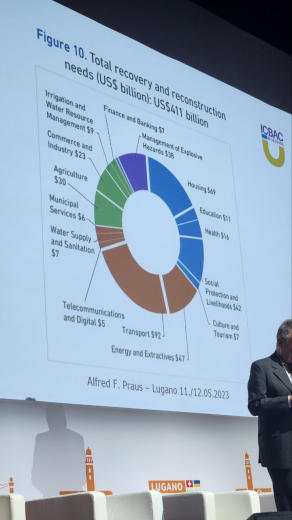 Figure 10. Total recovery and reconstruction
needs (US$ billion): US$411 billion
Irrigation and
Water Resource
Management $9
Finance and Banking $7
Management of Explosive
Hazards $38
Commerce and
Industry $23
Agriculture
$30
Municipal
Services $6
Water Supply
and Sanitation
$7
Telecommunications
and Digital $5
Transport $92
Energy and Extractives $47
Housing $69
Education $11
Health $16
Social
Protection and
Livelihoods $42
Culture and
Tourism $7
Alfred F. Praus – Lugano 11./12.05.2023
ICBAC
LUGANO